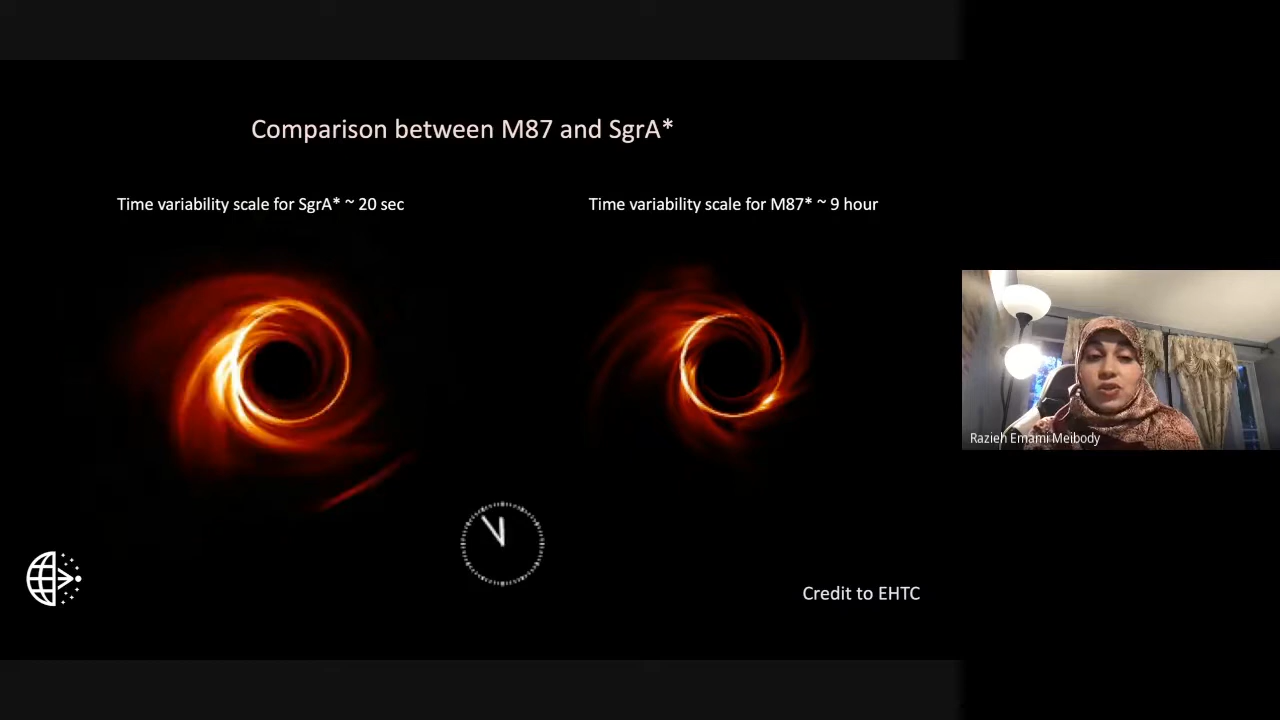 Comparison between M87 and SgrA*
Time variability scale for SgrA* ~ 20 sec
Time variability scale for M87* ~ 9 hour
Razieh Emami Meibody
Credit to EHTC